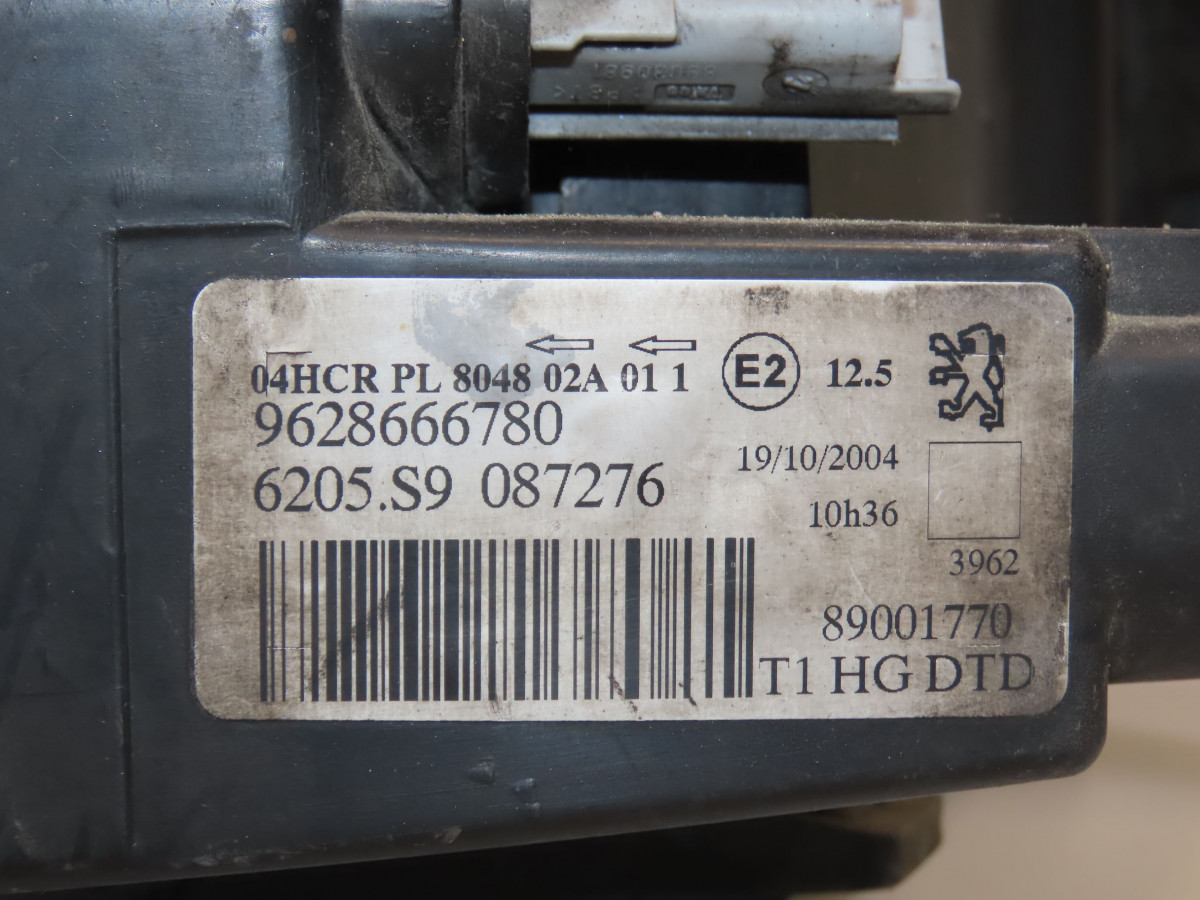 04HCR PL 8048 02A 01 1 E2 12.5
9628666780
6205.S9 087276
19/10/2004
10h36
3962
89001770
T1 HG DTD